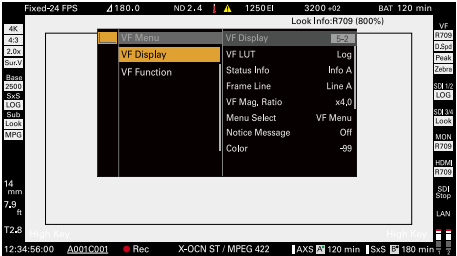 Fixed-24 FPS ⊿180.0 ND 2.4 1250EI 3200 +02 BAT 120 min
Look Info:R709 (800%)
4K
4:3
2.0x
Sur.V
Base
2500
SxS
LOG
Sub
Look
MPG
14
mm
7.9
ft
T2.8
VF Menu
VF Display
VF Function
VF Display
VF LUT Log
Status Info Info A
Frame Line Line A
VF Mag, Ratio x4,0
Menu Select VF Menu
Notice Message Off
Color -99
VF
R709
D.Spd
Peak
Zebra
SDI 1/2
LOG
SDI 3/4
Look
MON
R709
HDMI
R709
SDI
Stop
LAN
High Key
High Key
12:34:56:00 A001C001 Rec X-OCN ST / MPEG 422 AXS A 120 min SxS B 180 min
1 2